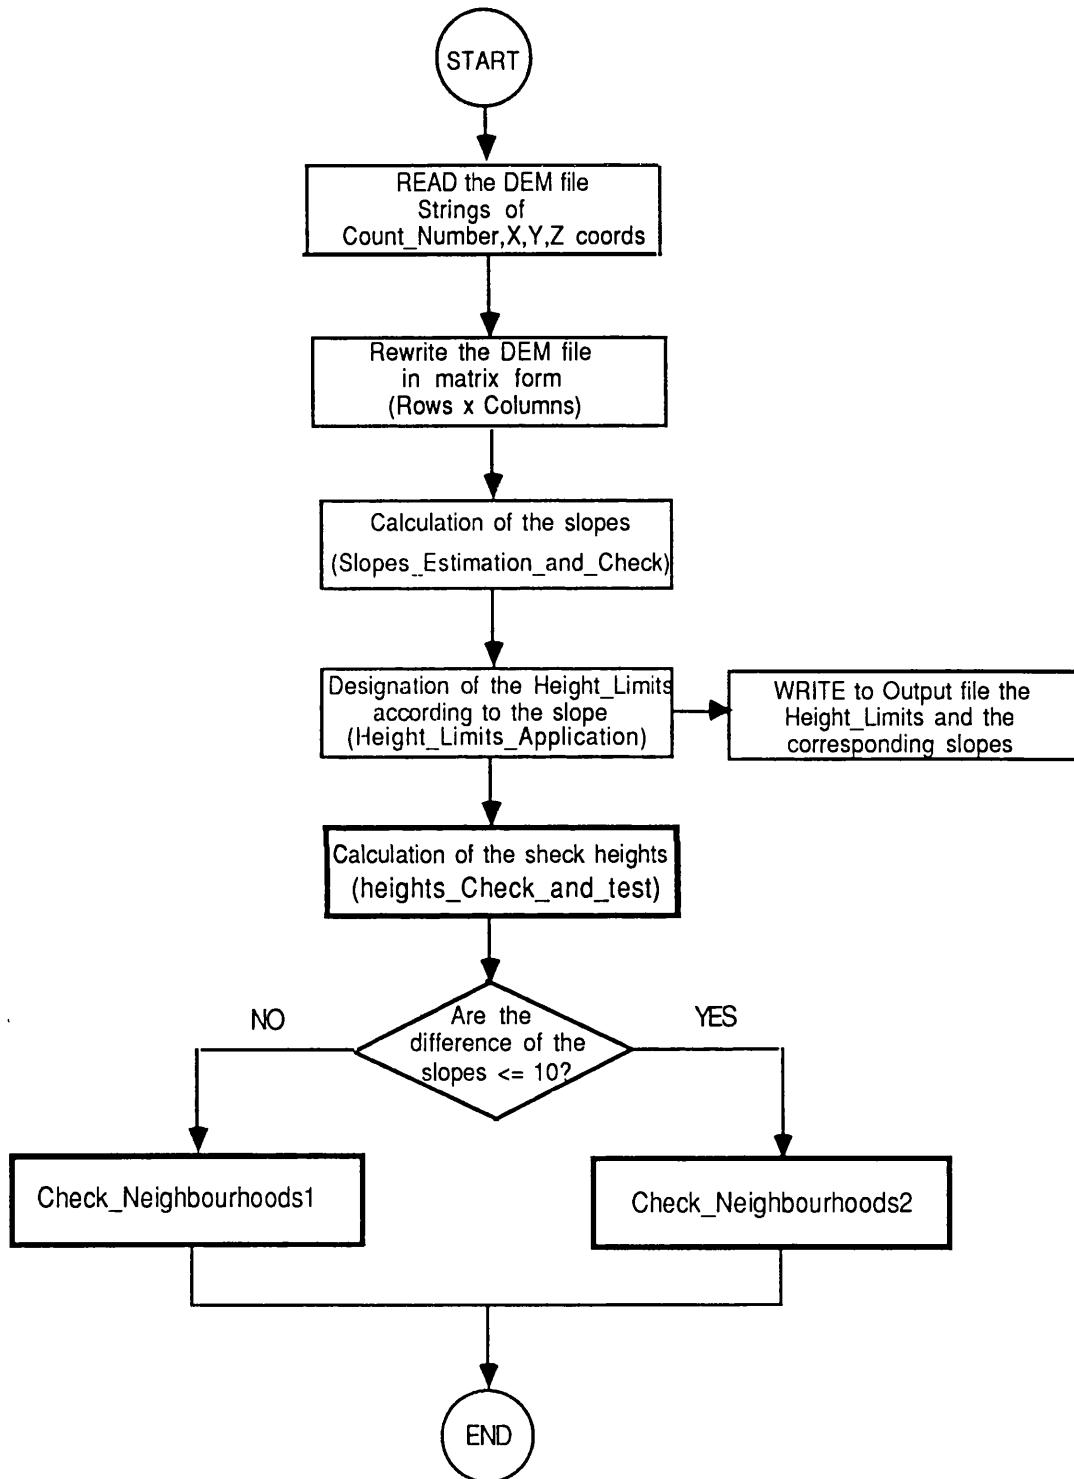 START
READ the DEM file
Strings of
Count_Number,X,Y,Z coords
Rewrite the DEM file
in matrix form
(Rows x Columns)
Calculation of the slopes
(Slopes_Estimation_and_Check)
Designation of the Height_Limits
according to the slope
(Height_Limits_Application)
WRITE to Output file the
Height_Limits and the
corresponding slopes
Calculation of the sheck heights
(heights_Check_and_test)
Are the
difference of the
slopes <= 10?
NO
YES
Check_Neighbourhoods1
Check_Neighbourhoods2
END